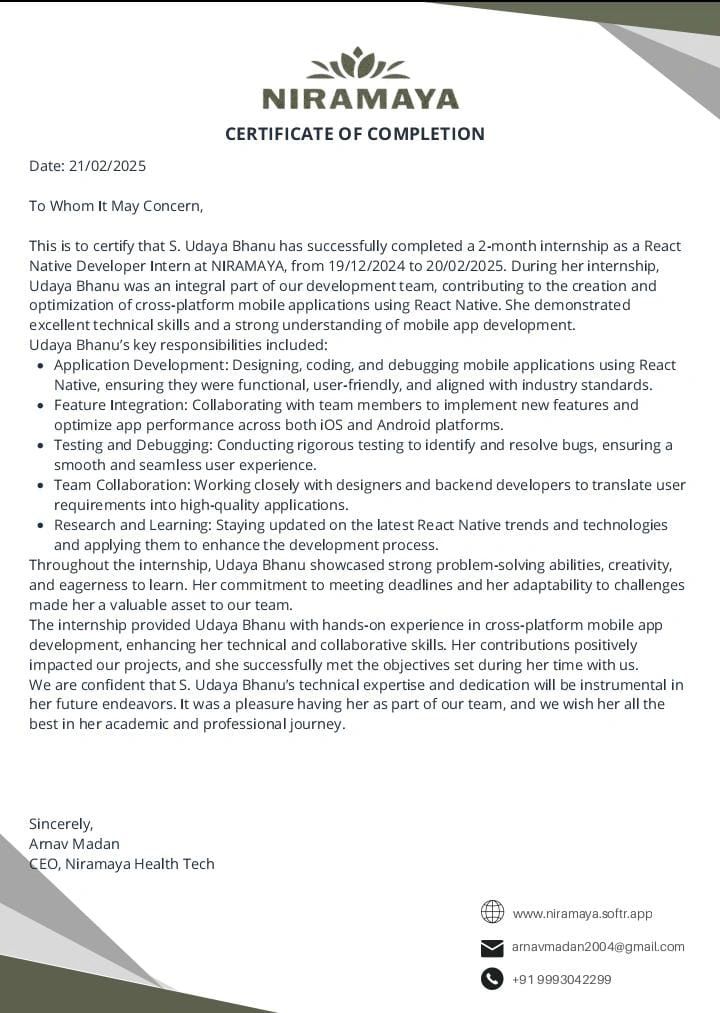 NIRAMAYA
CERTIFICATE OF COMPLETION
Date: 21/02/2025
To Whom It May Concern,
This is to certify that S. Udaya Bhanu has successfully completed a 2-month internship as a React
Native Developer Intern at NIRAMAYA, from 19/12/2024 to 20/02/2025. During her internship,
Udaya Bhanu was an integral part of our development team, contributing to the creation and
optimization of cross-platform mobile applications using React Native. She demonstrated
excellent technical skills and a strong understanding of mobile app development.
Udaya Bhanu's key responsibilities included:
• Application Development: Designing, coding, and debugging mobile applications using React
Native, ensuring they were functional, user-friendly, and aligned with industry standards.
• Feature Integration: Collaborating with team members to implement new features and
optimize app performance across both iOS and Android platforms.
• Testing and Debugging: Conducting rigorous testing to identify and resolve bugs, ensuring a
smooth and seamless user experience.
• Team Collaboration: Working closely with designers and backend developers to translate user
requirements into high-quality applications.
• Research and Learning: Staying updated on the latest React Native trends and technologies
and applying them to enhance the development process.
Throughout the internship, Udaya Bhanu showcased strong problem-solving abilities, creativity,
and eagerness to learn. Her commitment to meeting deadlines and her adaptability to challenges
made her a valuable asset to our team.
The internship provided Udaya Bhanu with hands-on experience in cross-platform mobile app
development, enhancing her technical and collaborative skills. Her contributions positively
impacted our projects, and she successfully met the objectives set during her time with us.
We are confident that S. Udaya Bhanu's technical expertise and dedication will be instrumental in
her future endeavors. It was a pleasure having her as part of our team, and we wish her all the
best in her academic and professional journey.
Sincerely,
Arnav Madan
CEO, Niramaya Health Tech
www.niramaya.softr.app
arnavmadan2004@gmail.com
+91 9993042299